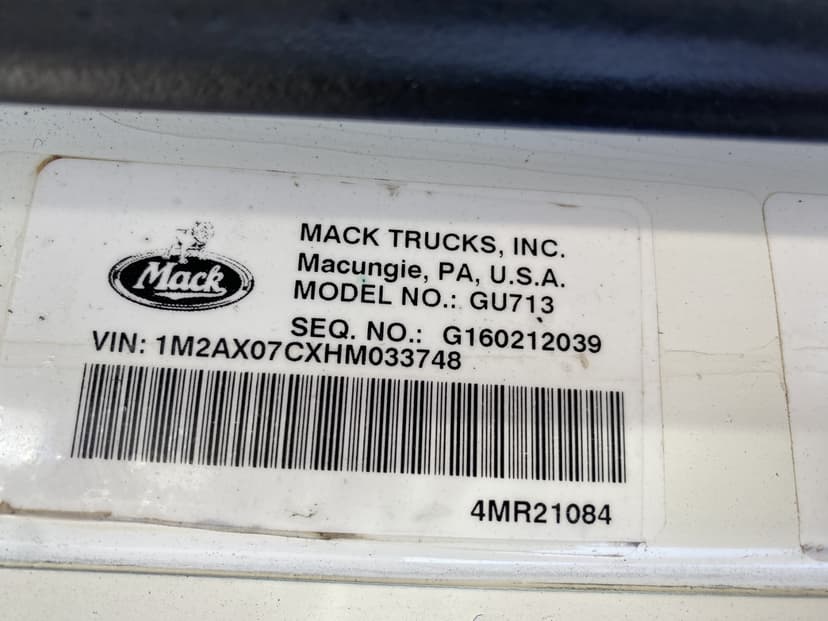 Mack
MACK TRUCKS, INC.
Macungie, PA, U.S.A.
MODEL NO.: GU713
SEQ. NO.: G160212039
VIN: 1M2AX07CXHM033748
4MR21084